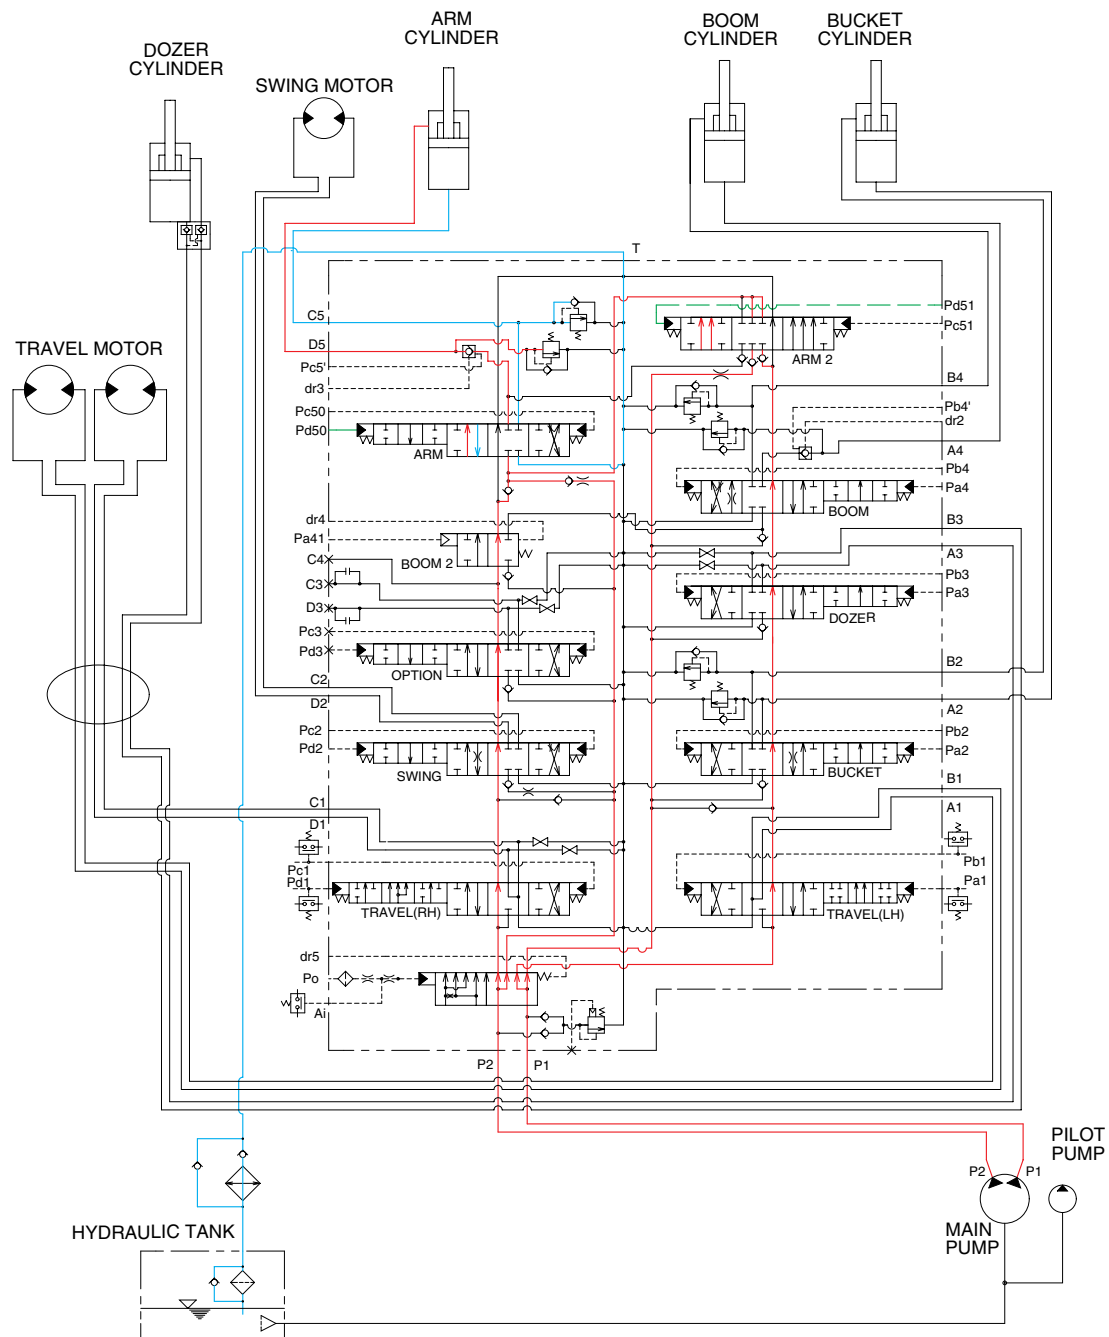 ARM
CYLINDER
BOOM
CYLINDER
BUCKET
CYLINDER
DOZER
CYLINDER
SWING MOTOR
TRAVEL MOTOR
T
C5
D5
Pc5'
dr3
Pc50
Pd50
ARM
Pd51
Pc51
ARM 2
B4
Pb4'
dr2
A4
Pb4
Pa4
BOOM
dr4
Pa41
BOOM 2
C4
C3
D3
Pc3
Pd3
OPTION
B3
A3
Pb3
Pa3
DOZER
C2
D2
Pc2
Pd2
SWING
B2
A2
Pb2
Pa2
BUCKET
C1
D1
Pc1
Pd1
TRAVEL(RH)
B1
A1
Pb1
Pa1
TRAVEL(LH)
dr5
Po
Ai
P2
P1
PILOT
PUMP
P2
P1
MAIN
PUMP
HYDRAULIC TANK